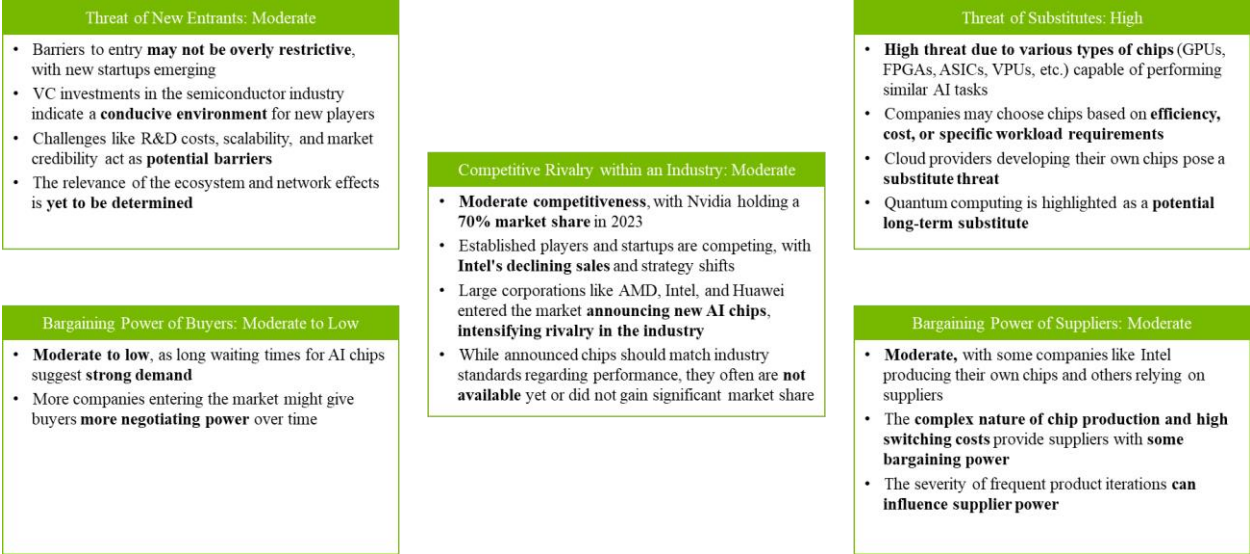 Threat of New Entrants: Moderate
• Barriers to entry may not be overly restrictive,
with new startups emerging
• VC investments in the semiconductor industry
indicate a conducive environment for new players
• Challenges like R&D costs, scalability, and market
credibility act as potential barriers
• The relevance of the ecosystem and network effects
is yet to be determined
Threat of Substitutes: High
• High threat due to various types of chips (GPUs,
FPGAs, ASICs, VPUs, etc.) capable of performing
similar AI tasks
• Companies may choose chips based on efficiency,
cost, or specific workload requirements
• Cloud providers developing their own chips pose a
substitute threat
• Quantum computing is highlighted as a potential
long-term substitute
Competitive Rivalry within an Industry: Moderate
• Moderate competitiveness, with Nvidia holding a
70% market share in 2023
• Established players and startups are competing, with
Intel's declining sales and strategy shifts
• Large corporations like AMD, Intel, and Huawei
entered the market announcing new AI chips,
intensifying rivalry in the industry
• While announced chips should match industry
standards regarding performance, they often are not
available yet or did not gain significant market share
Bargaining Power of Buyers: Moderate to Low
• Moderate to low, as long waiting times for AI chips
suggest strong demand
• More companies entering the market might give
buyers more negotiating power over time
Bargaining Power of Suppliers: Moderate
• Moderate, with some companies like Intel
producing their own chips and others relying on
suppliers
• The complex nature of chip production and high
switching costs provide suppliers with some
bargaining power
• The severity of frequent product iterations can
influence supplier power